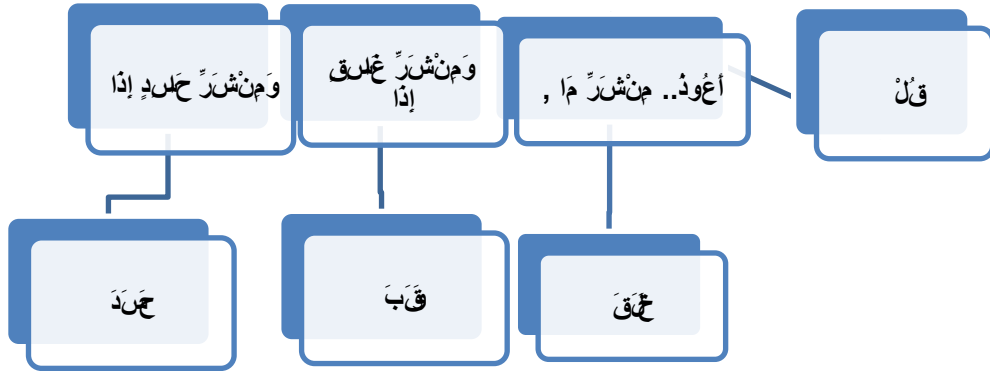 قُلْ
أَعُوذُ.. مِنْشَرِّ مَا ,
وَمِنْشَرِّ غَاسِقٍ
إِذَا
وَمِنْشَرِّ حَاسِدٍ إِذَا
خَلَقَ
وَقَبَ
حَسَدَ